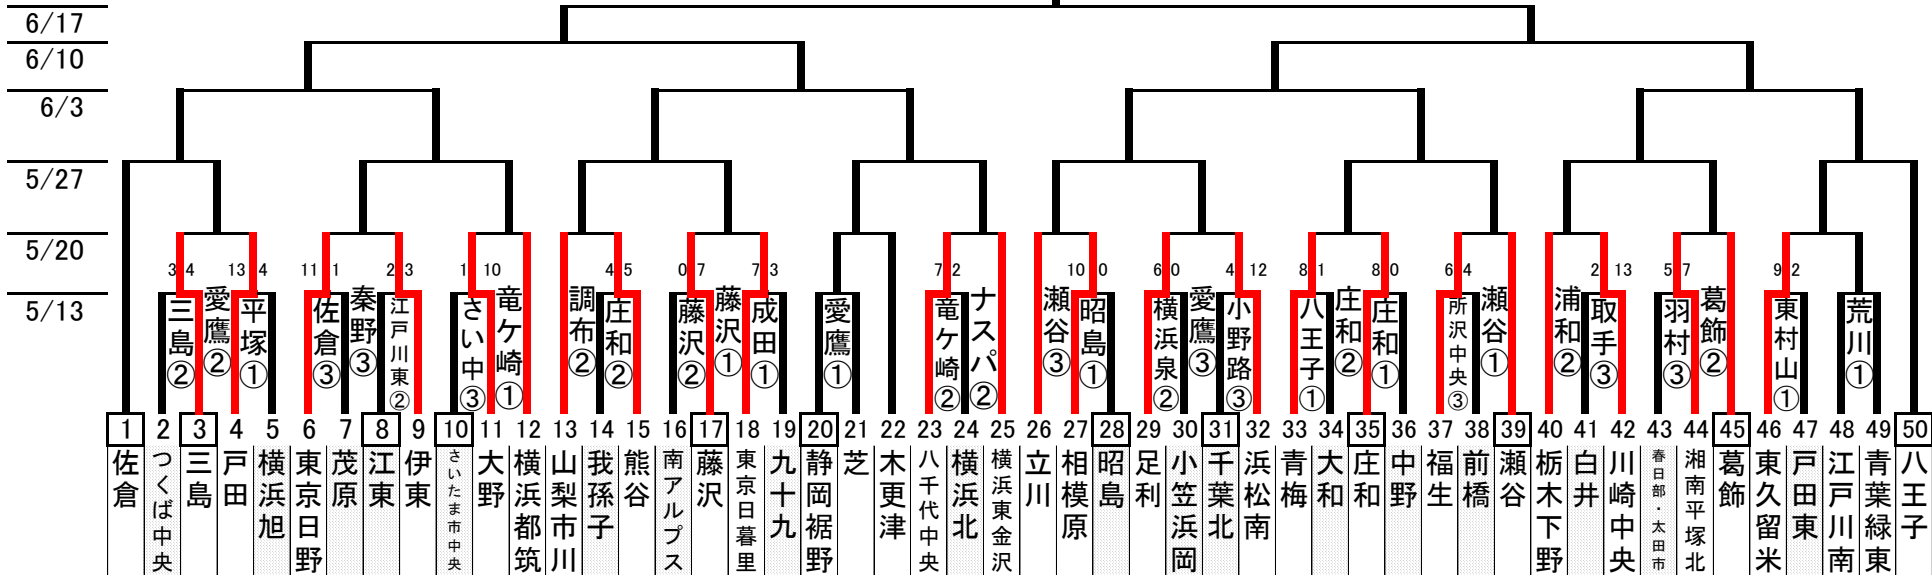 6/17
6/10
6/3
5/27
5/20
5/13
3 4 13 4 11 1 2 3 1 10 4 5 0 7 7 3 7 2 10 0 6 0 4 12 8 1 8 0 6 4 2 13 5 7 9 2
三島②
愛鷹②
平塚①
佐倉③
秦野③
江戸川東②
さい中③
竜ケ崎①
調布②
庄和②
藤沢②
藤沢①
成田①
愛鷹①
竜ケ崎②
ナスパ②
瀬谷③
昭島①
横浜泉②
愛鷹③
小野路③
八王子①
庄和②
庄和①
所沢中央③
瀬谷①
浦和②
取手③
羽村③
葛飾②
東村山①
荒川①
1 2 3 4 5 6 7 8 9 10 11 12 13 14 15 16 17 18 19 20 21 22 23 24 25 26 27 28 29 30 31 32 33 34 35 36 37 38 39 40 41 42 43 44 45 46 47 48 49 50
佐倉
つくば中央
三島
戸田
横浜旭
東京日野
茂原
江東
伊東
さいたま市中央
大野
横浜都筑
山梨市川
我孫子
熊谷
南アルプス
藤沢
東京日暮里
九十九
静岡裾野
芝
木更津
八千代中央
横浜北
横浜東金沢
立川
相模原
昭島
足利
小笠浜岡
千葉北
浜松南
青梅
大和
庄和
中野
福生
前橋
瀬谷
栃木下野
白井
川崎中央
春日部・太田市
湘南平塚北
葛飾
東久留米
戸田東
江戸川南
青葉緑東
八王子